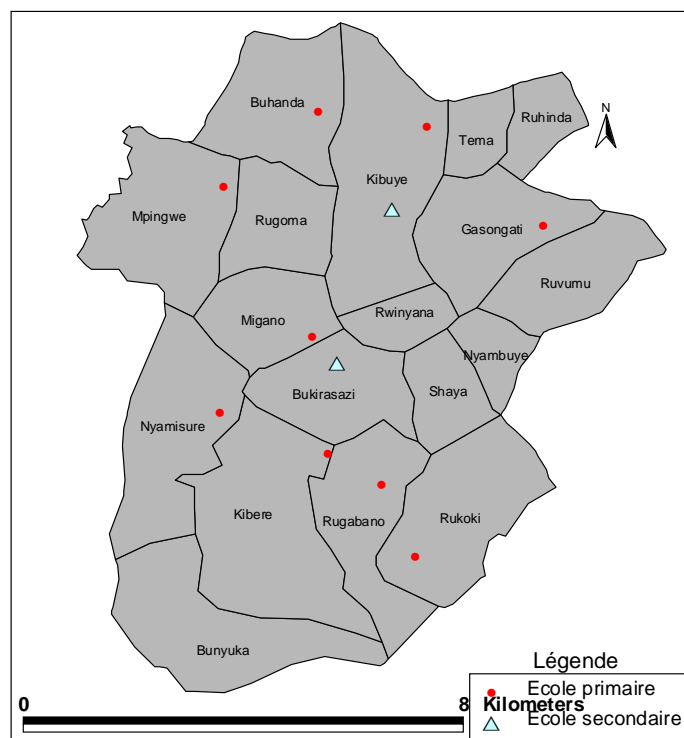 Buhanda
Ruhinda
N
Tema
Kibuye
Mpingwe
Rugoma
Gasongati
Ruvumu
Migano
Rwinyana
Nyambuye
Bukirasazi
Shaya
Nyamisure
Kibere
Rugabano
Rukoki
Bunyuka
Légende
Ecole primaire
0 8 Kilometers
Ecole secondaire